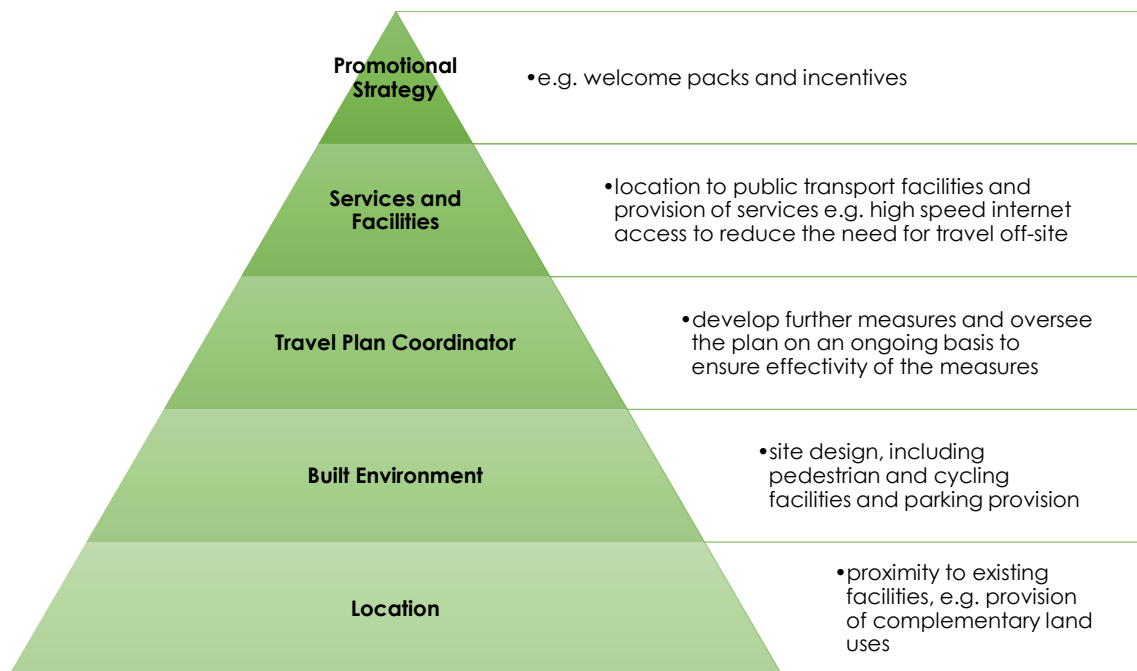 Promotional
Strategy
•e.g. welcome packs and incentives
Services and
Facilities
•location to public transport facilities and
provision of services e.g. high speed internet
access to reduce the need for travel off-site
Travel Plan Coordinator
•develop further measures and oversee
the plan on an ongoing basis to
ensure effectivity of the measures
Built Environment
•site design, including
pedestrian and cycling
facilities and parking provision
Location
•proximity to existing
facilities, e.g. provision
of complementary land
uses